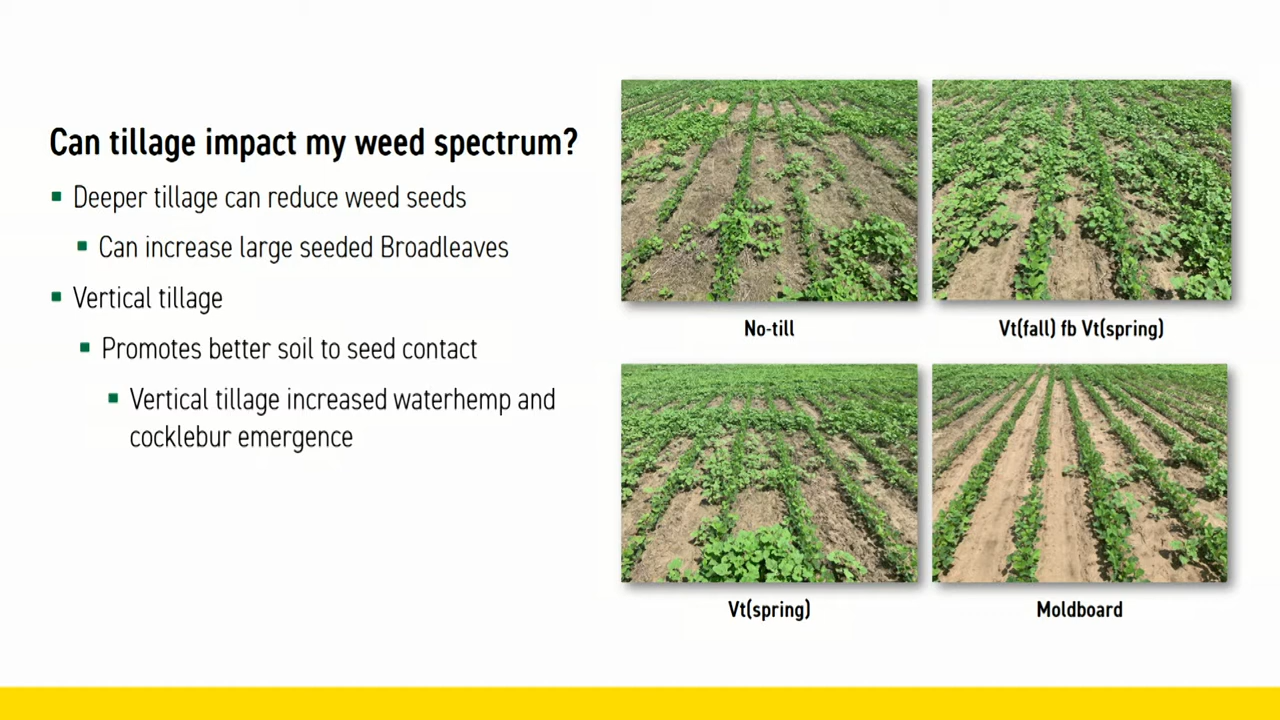 Can tillage impact my weed spectrum?
Deeper tillage can reduce weed seeds
Can increase large seeded Broadleaves
Vertical tillage
Promotes better soil to seed contact
Vertical tillage increased waterhemp and
cocklebur emergence
No-till
Vt(fall) fb Vt(spring)
Vt(spring)
Moldboard